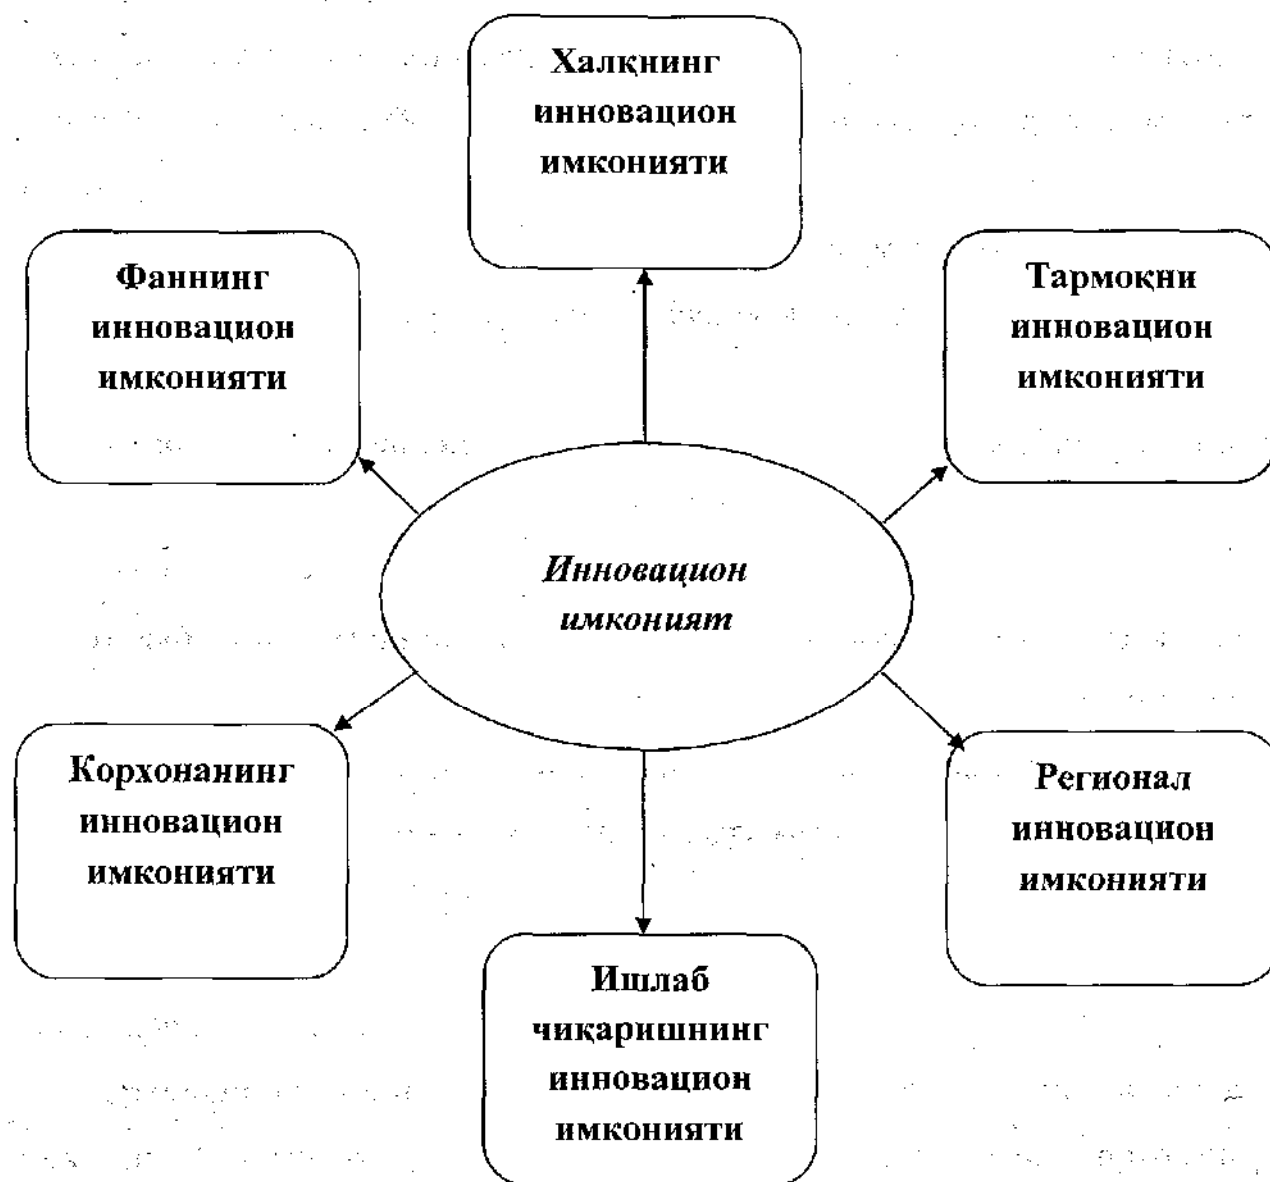 Халқнинг
инновацион
имконияти
Фаннинг
инновацион
имконияти
Тармоқни
инновацион
имконияти
Инновацион
имконият
Корхонанинг
инновацион
имконияти
Регионал
инновацион
имконияти
Ишлаб
чиқаришнинг
инновацион
имконияти